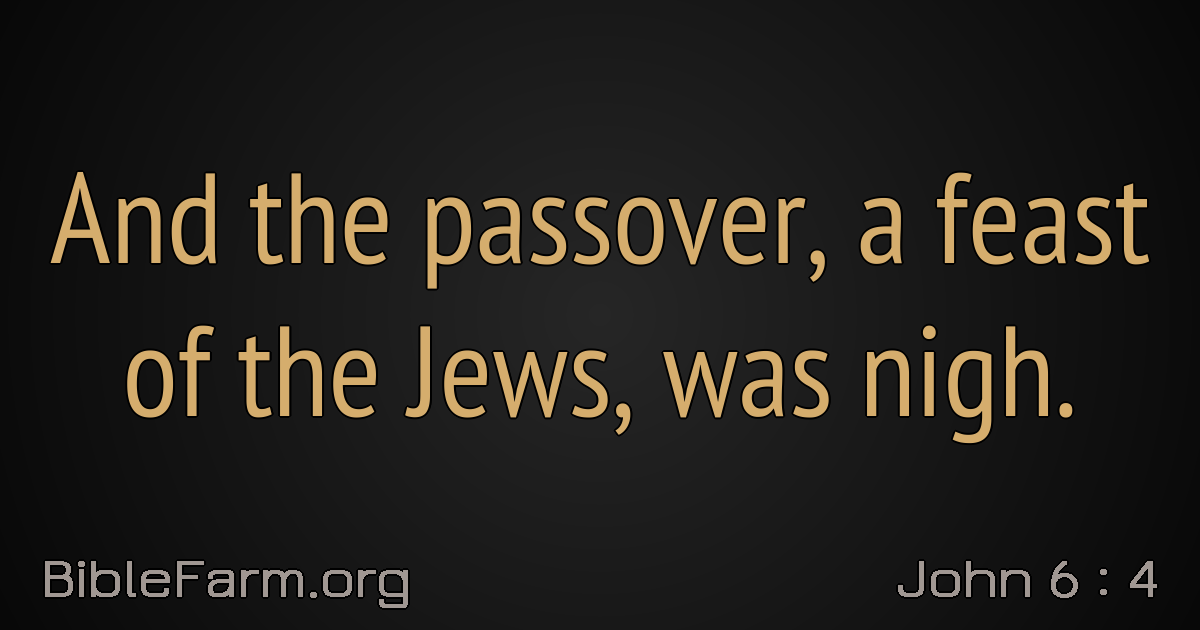 And the passover, a feast
of the Jews, was nigh.
BibleFarm.org
John 6 : 4